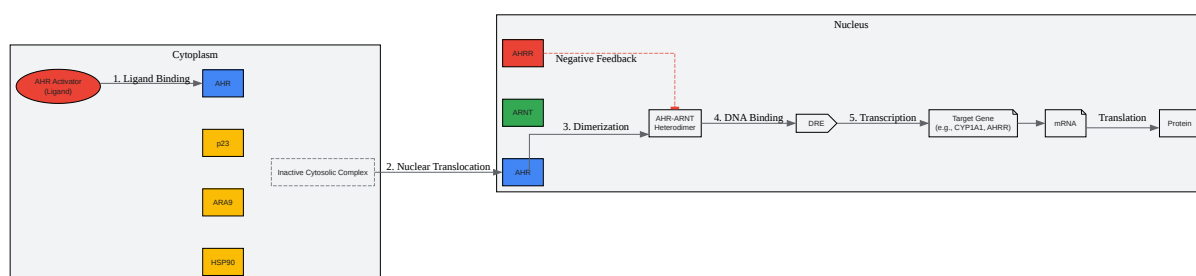 Cytoplasm
AHR Activator
(Ligand)
1. Ligand Binding
AHR
p23
Inactive Cytosolic Complex
ARA9
HSP90
2. Nuclear Translocation
Nucleus
AHRR
Negative Feedback
ARNT
3. Dimerization
AHR
AHR-ARNT
Heterodimer
4. DNA Binding
DRE
5. Transcription
Target Gene
(e.g., CYP1A1, AHRR)
mRNA
Translation
Protein